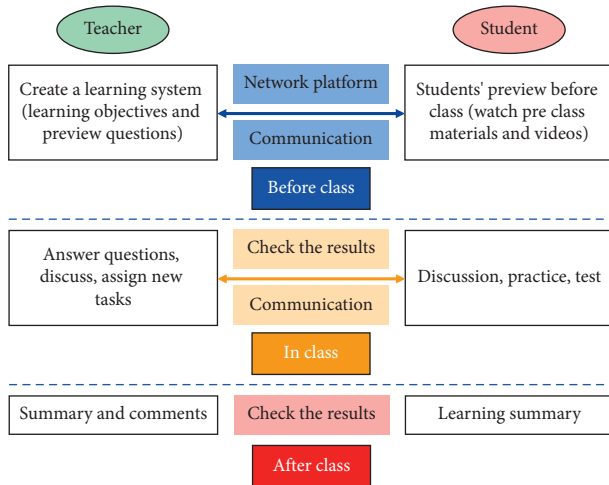 Teacher
Student
Create a learning system
(learning objectives and
preview questions)
Network platform
Communication
Before class
Students' preview before
class (watch pre class
materials and videos)
Answer questions,
discuss, assign new
tasks
Check the results
Communication
In class
Discussion, practice, test
Summary and comments
Check the results
After class
Learning summary